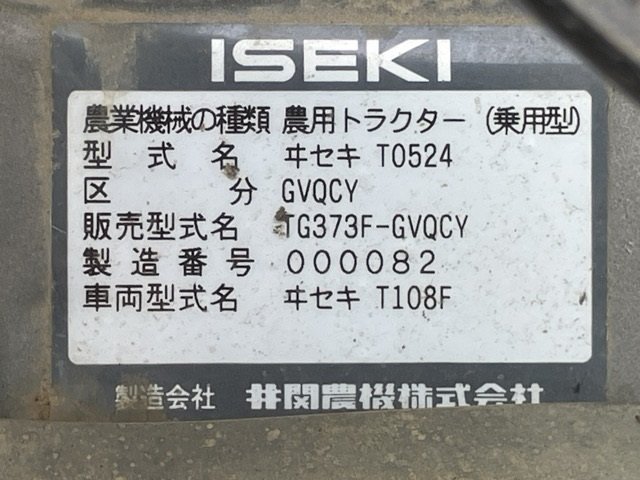 ISEKI
農業機械の種類 農用トラクター (乗用型)
型式名 ヰセキ T0524
区分 GVQCY
販売型式名 TG373F-GVQCY
製造番号 000082
車両型式名 ヰセキ T108F
製造会社 井関農機株式会社